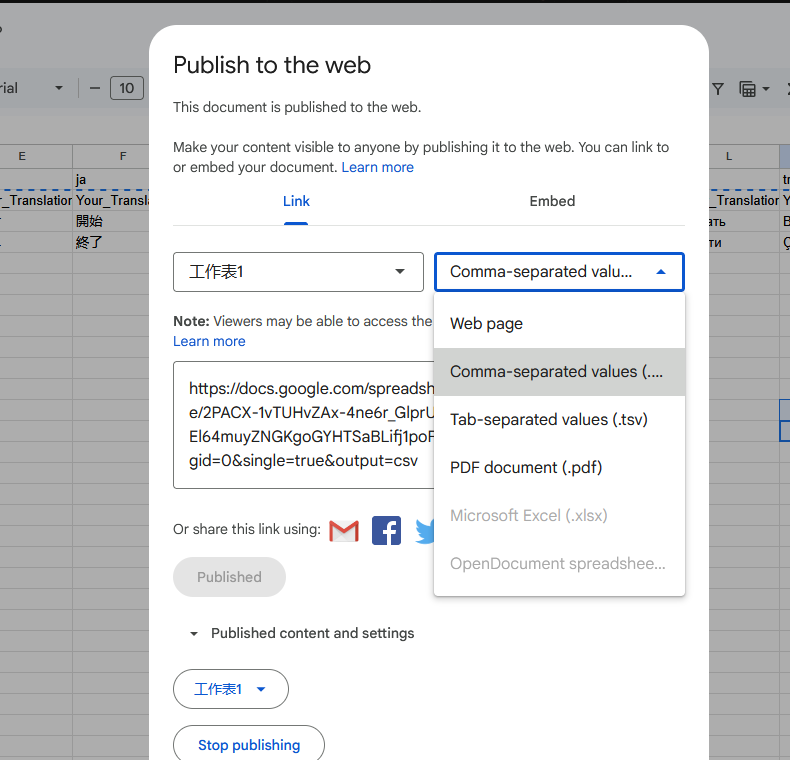 Publish to the web
rial
10
This document is published to the web.
Make your content visible to anyone by publishing it to the web. You can link to
or embed your document. Learn more
E
F
L
ja
Link
Embed
r_Translation
Your_Transl
_Translation
開始
ать
終了
ти
工作表1
Comma-separated valu...
Note: Viewers may be able to access the
Learn more
Web page
Comma-separated values (....
Tab-separated values (.tsv)
PDF document (.pdf)
Microsoft Excel (.xlsx)
OpenDocument spreadshee...
https://docs.google.com/spreadsh
e/2PACX-1vTUHvZAx-4ne6r_GlprU
El64muyZNGKgoGYHTSaBLifj1poF
gid=0&single=true&output=csv
Or share this link using:
Published
Published content and settings
工作表1
Stop publishing